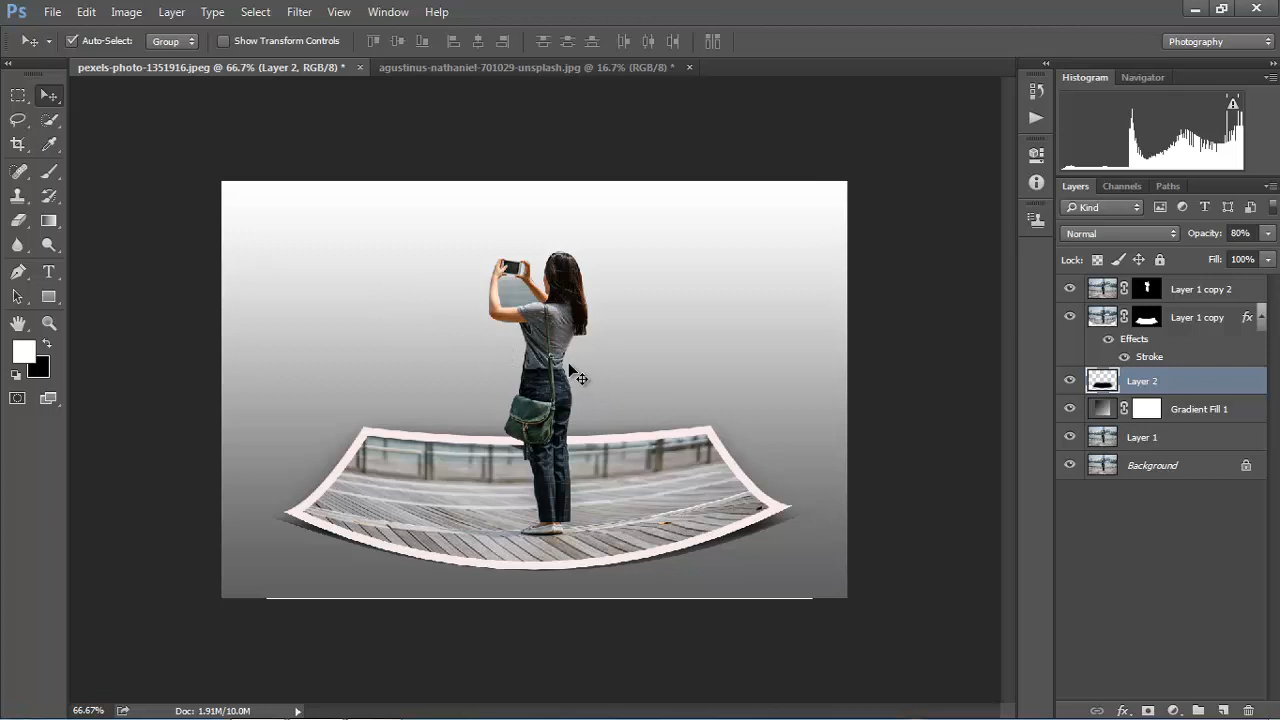 Ps File Edit Image Layer Type Select Filter View Window Help
Auto-Select: Group Show Transform Controls Photography
pexels-photo-1351916.jpeg @ 66.7% (Layer 2, RGB/8) * × agustinus-nathaniel-701029-unsplash.jpg @ 16.7% (RGB/8) * ×
Histogram Navigator
Layers Channels Paths
Kind
Normal Opacity: 80%
Lock: Fill: 100%
Layer 1 copy 2
Layer 1 copy fx
Effects
Stroke
Layer 2
Gradient Fill 1
Layer 1
Background
66.67% Doc: 1.91M/10.0M